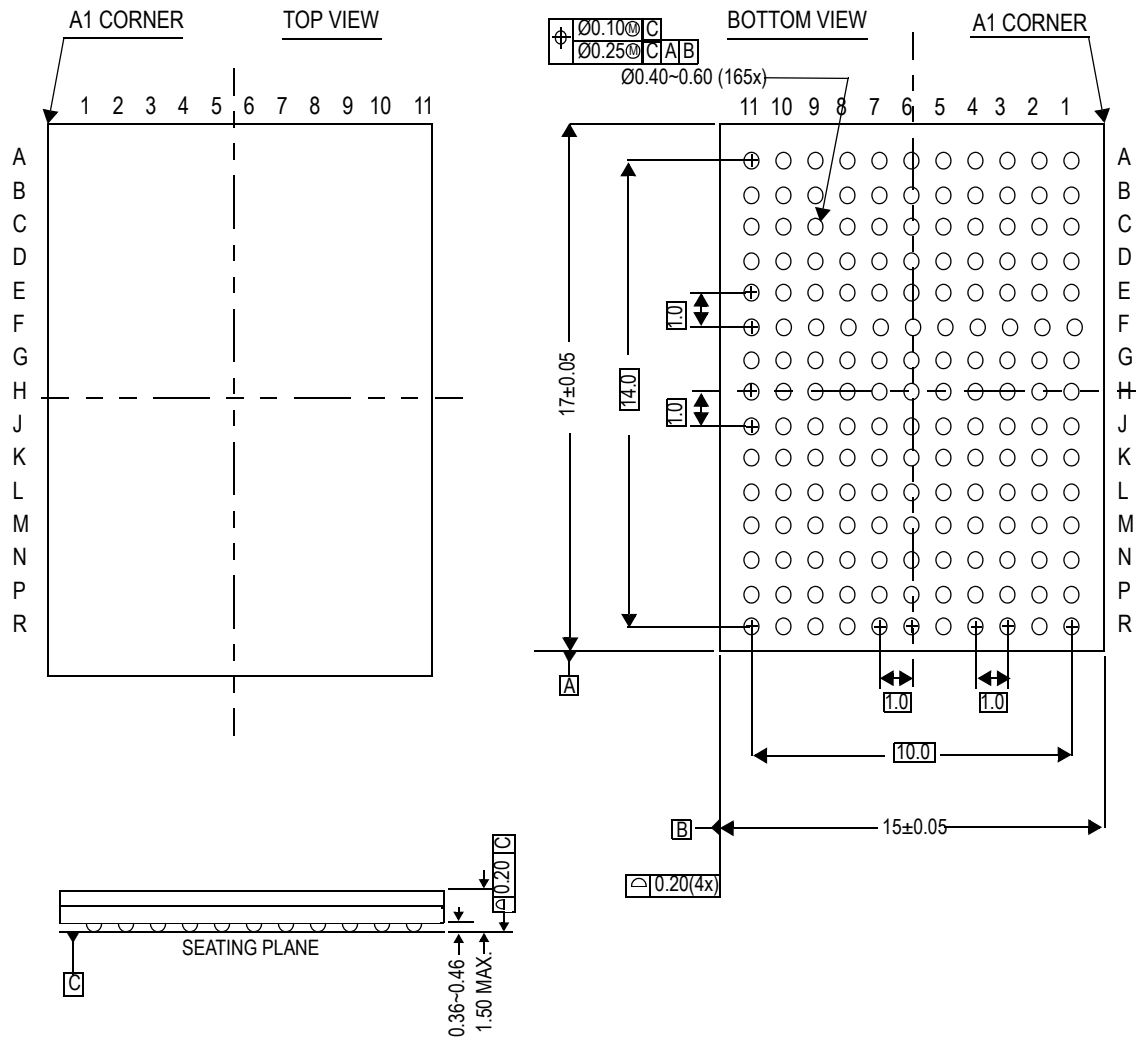 A1 CORNER
TOP VIEW
1 2 3 4 5 6 7 8 9 10 11
A
B
C
D
E
F
G
H
J
K
L
M
N
P
R
Ø0.10Ⓜ C
Ø0.25Ⓜ C A B
Ø0.40~0.60 (165x)
BOTTOM VIEW
A1 CORNER
11 10 9 8 7 6 5 4 3 2 1
A
B
C
D
E
F
G
H
J
K
L
M
N
P
R
17±0.05
14.0
1.0
1.0
A
1.0
1.0
10.0
B
15±0.05
0.20(4x)
0.20 C
SEATING PLANE
C
0.36~0.46
1.50 MAX.